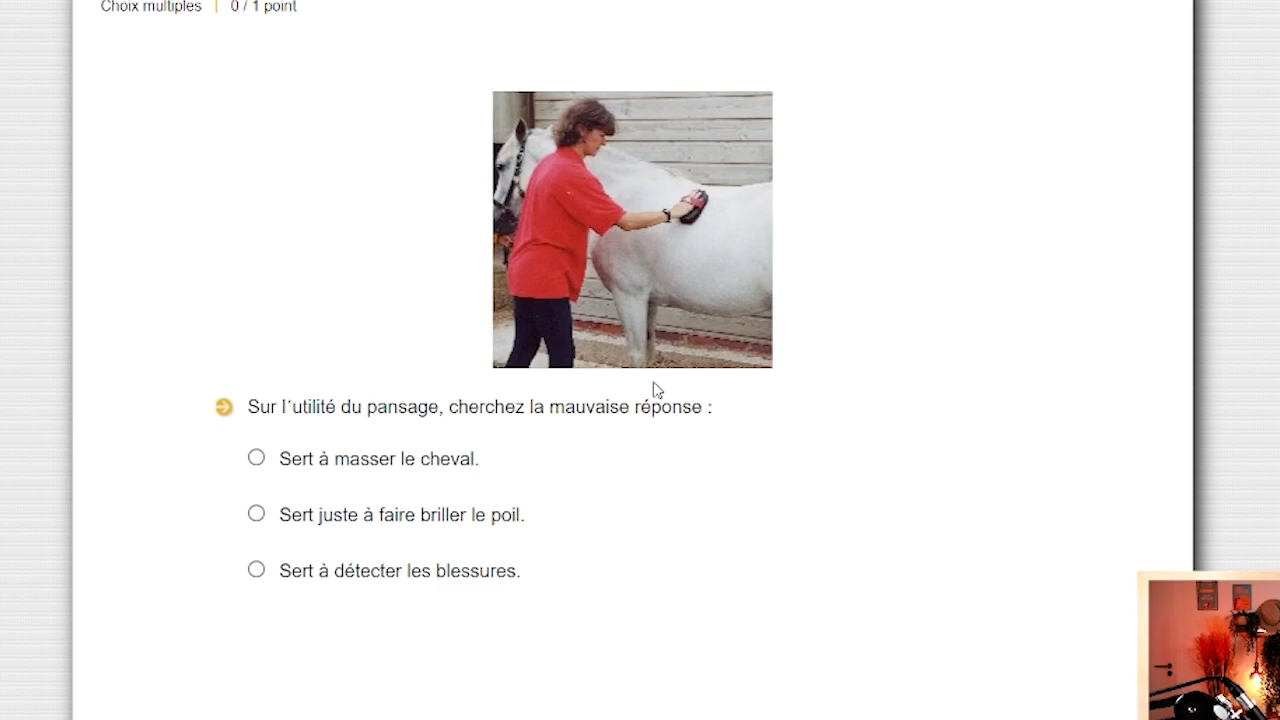 Choix multiples | 0 / 1 point
Sur l´utilité du pansage, cherchez la mauvaise réponse :
Sert à masser le cheval.
Sert juste à faire briller le poil.
Sert à détecter les blessures.